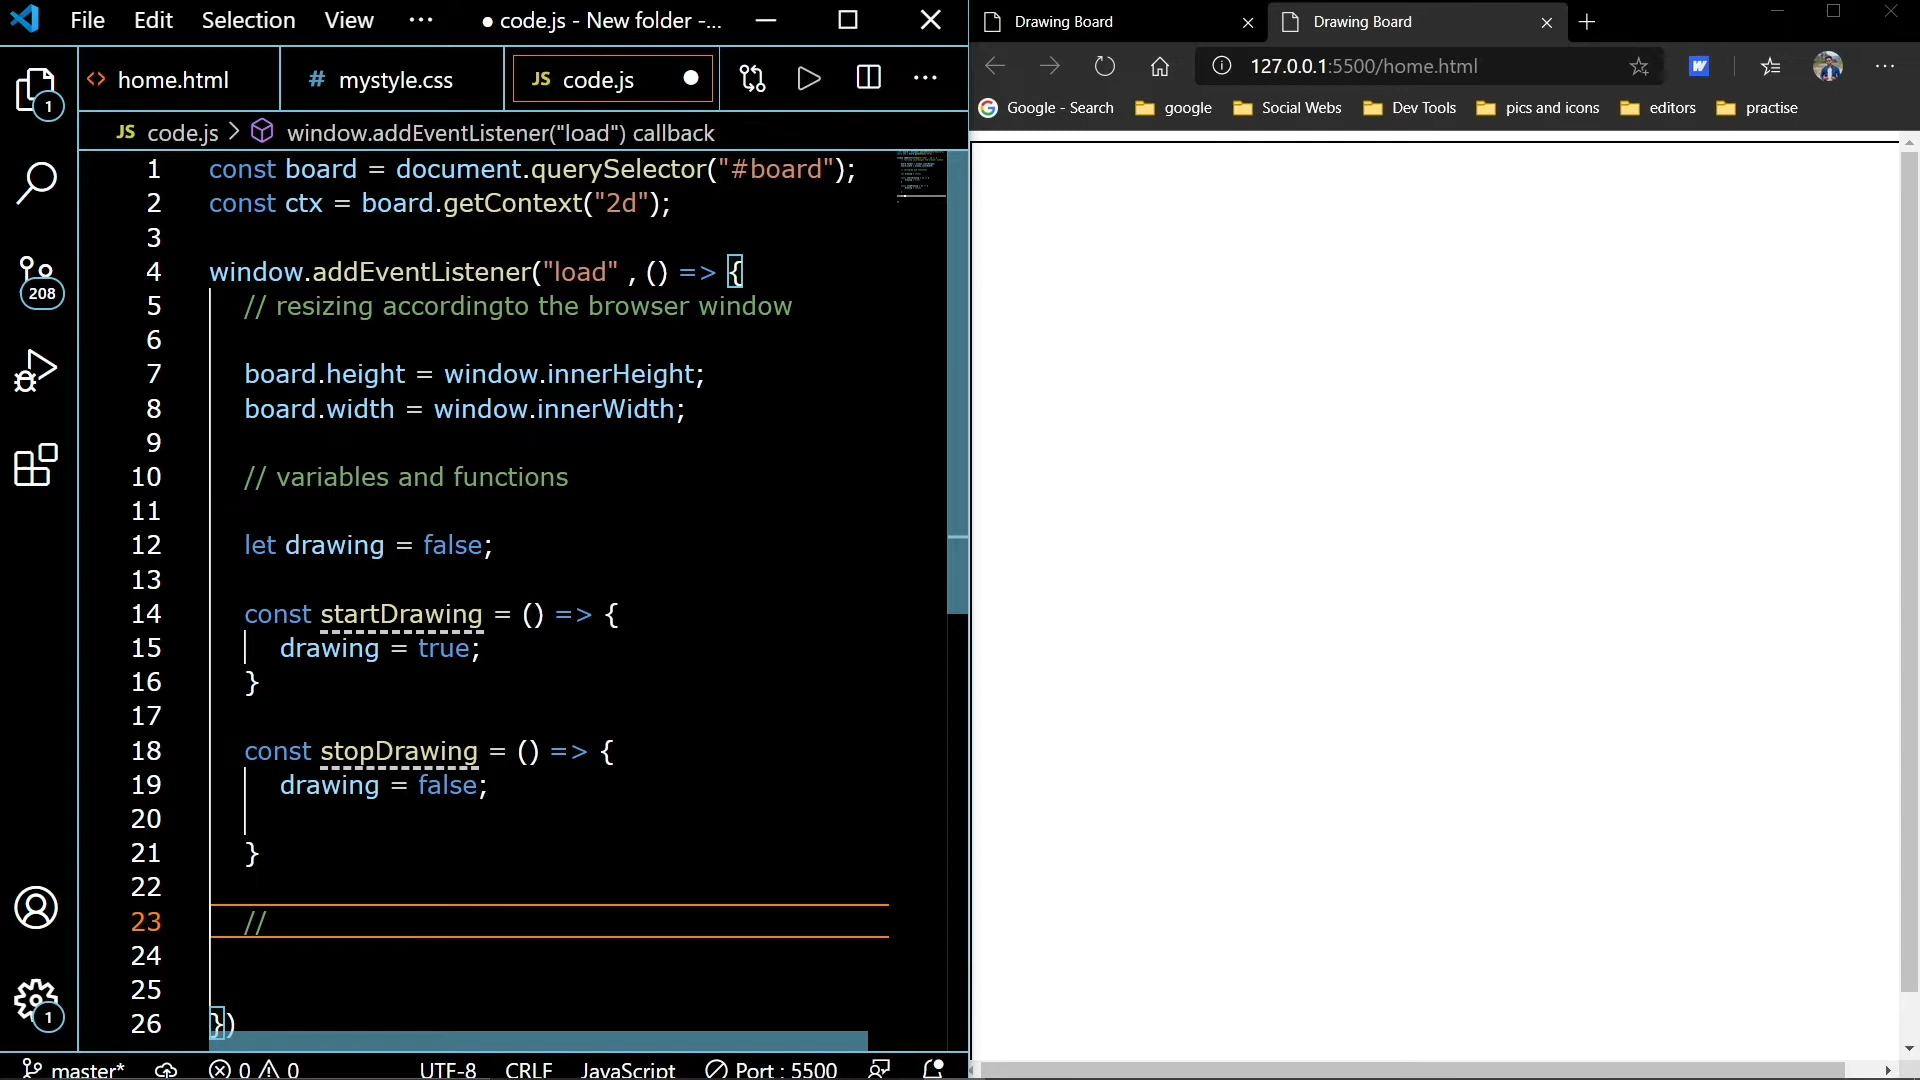 File Edit Selection View ··· ● code.js - New folder -...
home.html # mystyle.css JS code.js
JS code.js > window.addEventListener("load") callback
1 const board = document.querySelector("#board");
2 const ctx = board.getContext("2d");
3
4 window.addEventListener("load" , () => {
5 // resizing accordingto the browser window
6
7 board.height = window.innerHeight;
8 board.width = window.innerWidth;
9
10 // variables and functions
11
12 let drawing = false;
13
14 const startDrawing = () => {
15 drawing = true;
16 }
17
18 const stopDrawing = () => {
19 drawing = false;
20
21 }
22
23 //
24
25
26 })
1
208
1
master* 0 0 UTF-8 CRLF JavaScript Port : 5500
Drawing Board Drawing Board
127.0.0.1:5500/home.html W
Google - Search google Social Webs Dev Tools pics and icons editors practise